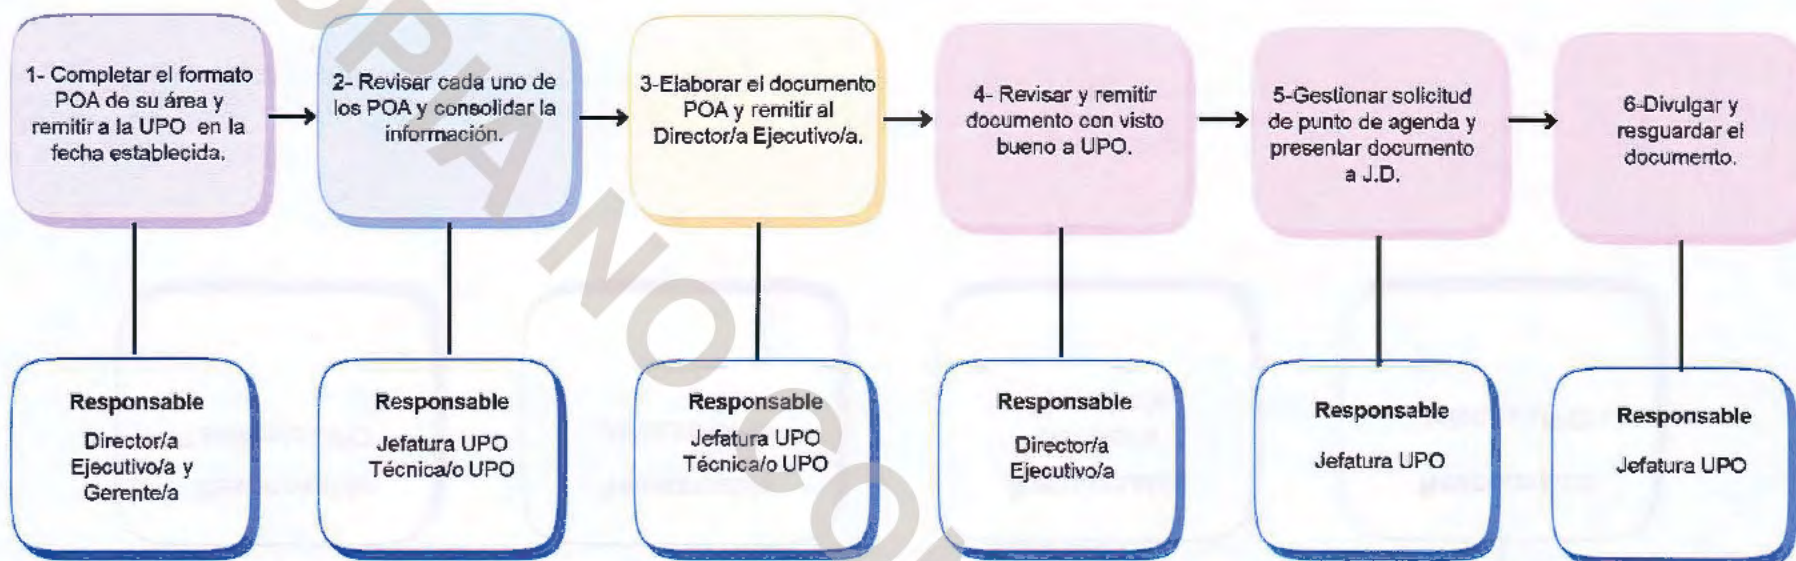 1- Completar el formato
POA de su área y
remitir a la UPO en la
fecha establecida.
2- Revisar cada uno de
los POA y consolidar la
información.
3-Elaborar el documento
POA y remitir al
Director/a Ejecutivo/a.
4- Revisar y remitir
documento con visto
bueno a UPO.
5-Gestionar solicitud
de punto de agenda y
presentar documento
a J.D.
6-Divulgar y
resguardar el
documento.
Responsable
Director/a
Ejecutivo/a y
Gerente/a
Responsable
Jefatura UPO
Técnica/o UPO
Responsable
Jefatura UPO
Técnica/o UPO
Responsable
Director/a
Ejecutivo/a
Responsable
Jefatura UPO
Responsable
Jefatura UPO